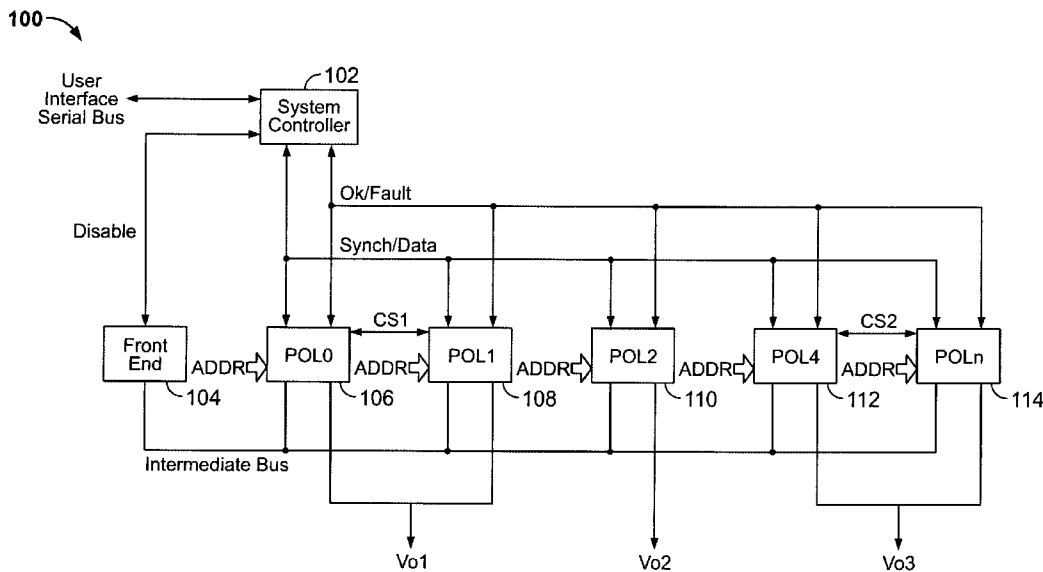 100
102
User
Interface
Serial Bus
System
Controller
Ok/Fault
Disable
Synch/Data
CS1
CS2
Front
End
ADDR
POL0
ADDR
POL1
ADDR
POL2
ADDR
POL4
ADDR
POLn
104
106
108
110
112
114
Intermediate Bus
Vo1
Vo2
Vo3